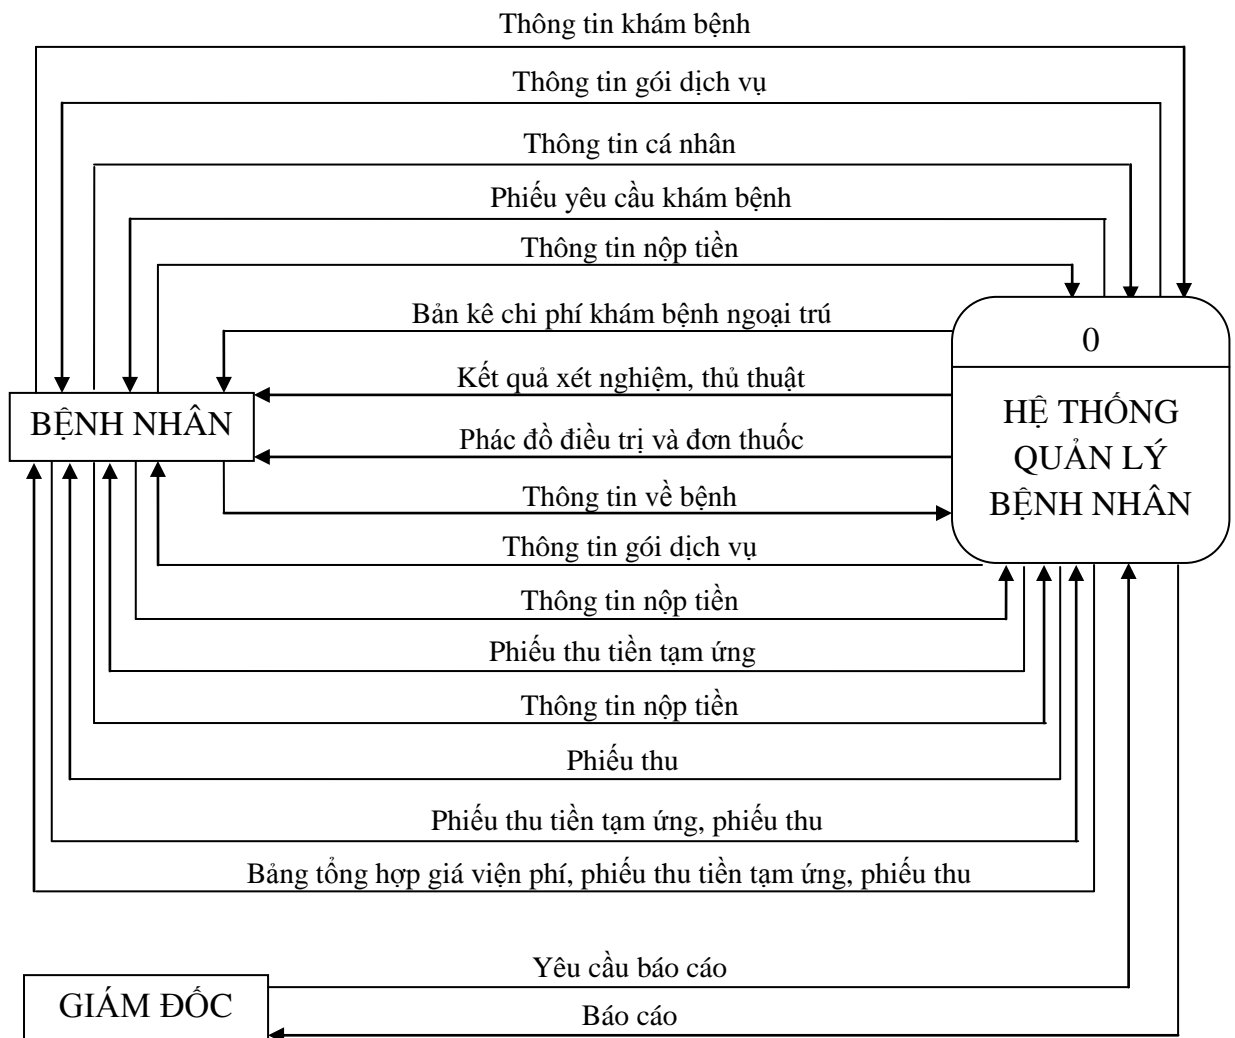 Thông tin khám bệnh
Thông tin gói dịch vụ
Thông tin cá nhân
Phiếu yêu cầu khám bệnh
Thông tin nộp tiền
Bản kê chi phí khám bệnh ngoại trú
0
Kết quả xét nghiệm, thủ thuật
BỆNH NHÂN
HỆ THỐNG
QUẢN LÝ
BỆNH NHÂN
Phác đồ điều trị và đơn thuốc
Thông tin về bệnh
Thông tin gói dịch vụ
Thông tin nộp tiền
Phiếu thu tiền tạm ứng
Thông tin nộp tiền
Phiếu thu
Phiếu thu tiền tạm ứng, phiếu thu
Bảng tổng hợp giá viện phí, phiếu thu tiền tạm ứng, phiếu thu
Yêu cầu báo cáo
GIÁM ĐỐC
Báo cáo